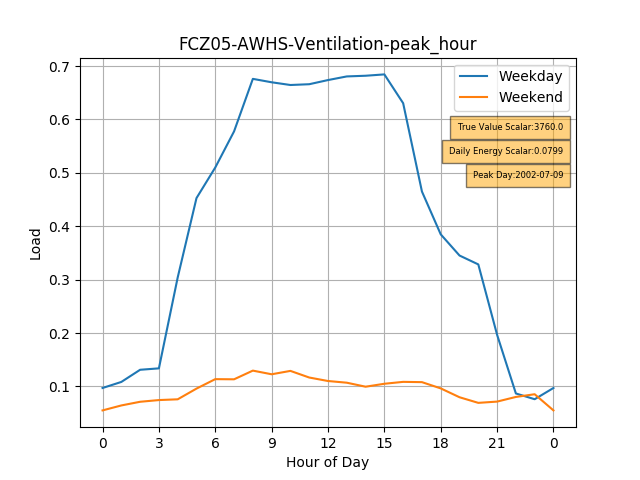 FCZ05-AWHS-Ventilation-peak_hour
0.7
0.6
0.5
0.4
0.3
0.2
0.1
Load
Weekday
Weekend
True Value Scalar:3760.0
Daily Energy Scalar:0.0799
Peak Day:2002-07-09
0 3 6 9 12 15 18 21 0
Hour of Day